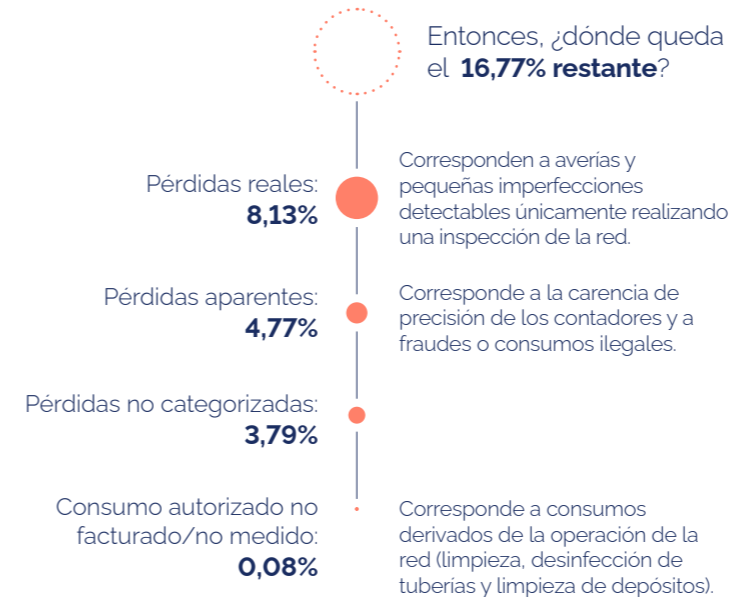 Entonces, ¿dónde queda
el 16,77% restante?
Pérdidas reales:
8,13%
Corresponden a averías y
pequeñas imperfecciones
detectable únicamente realizando
una inspección de la red.
Pérdidas aparentes:
4,77%
Corresponde a la carencia de
precisión de los contadores y a
fraudes o consumos ilegales.
Pérdidas no categorizadas:
3,79%
Consumo autorizado no
facturado/no medido:
0,08%
Corresponde a consumos
derivados de la operación de la
red (limpieza, desinfección de
tuberías y limpieza de depósitos).